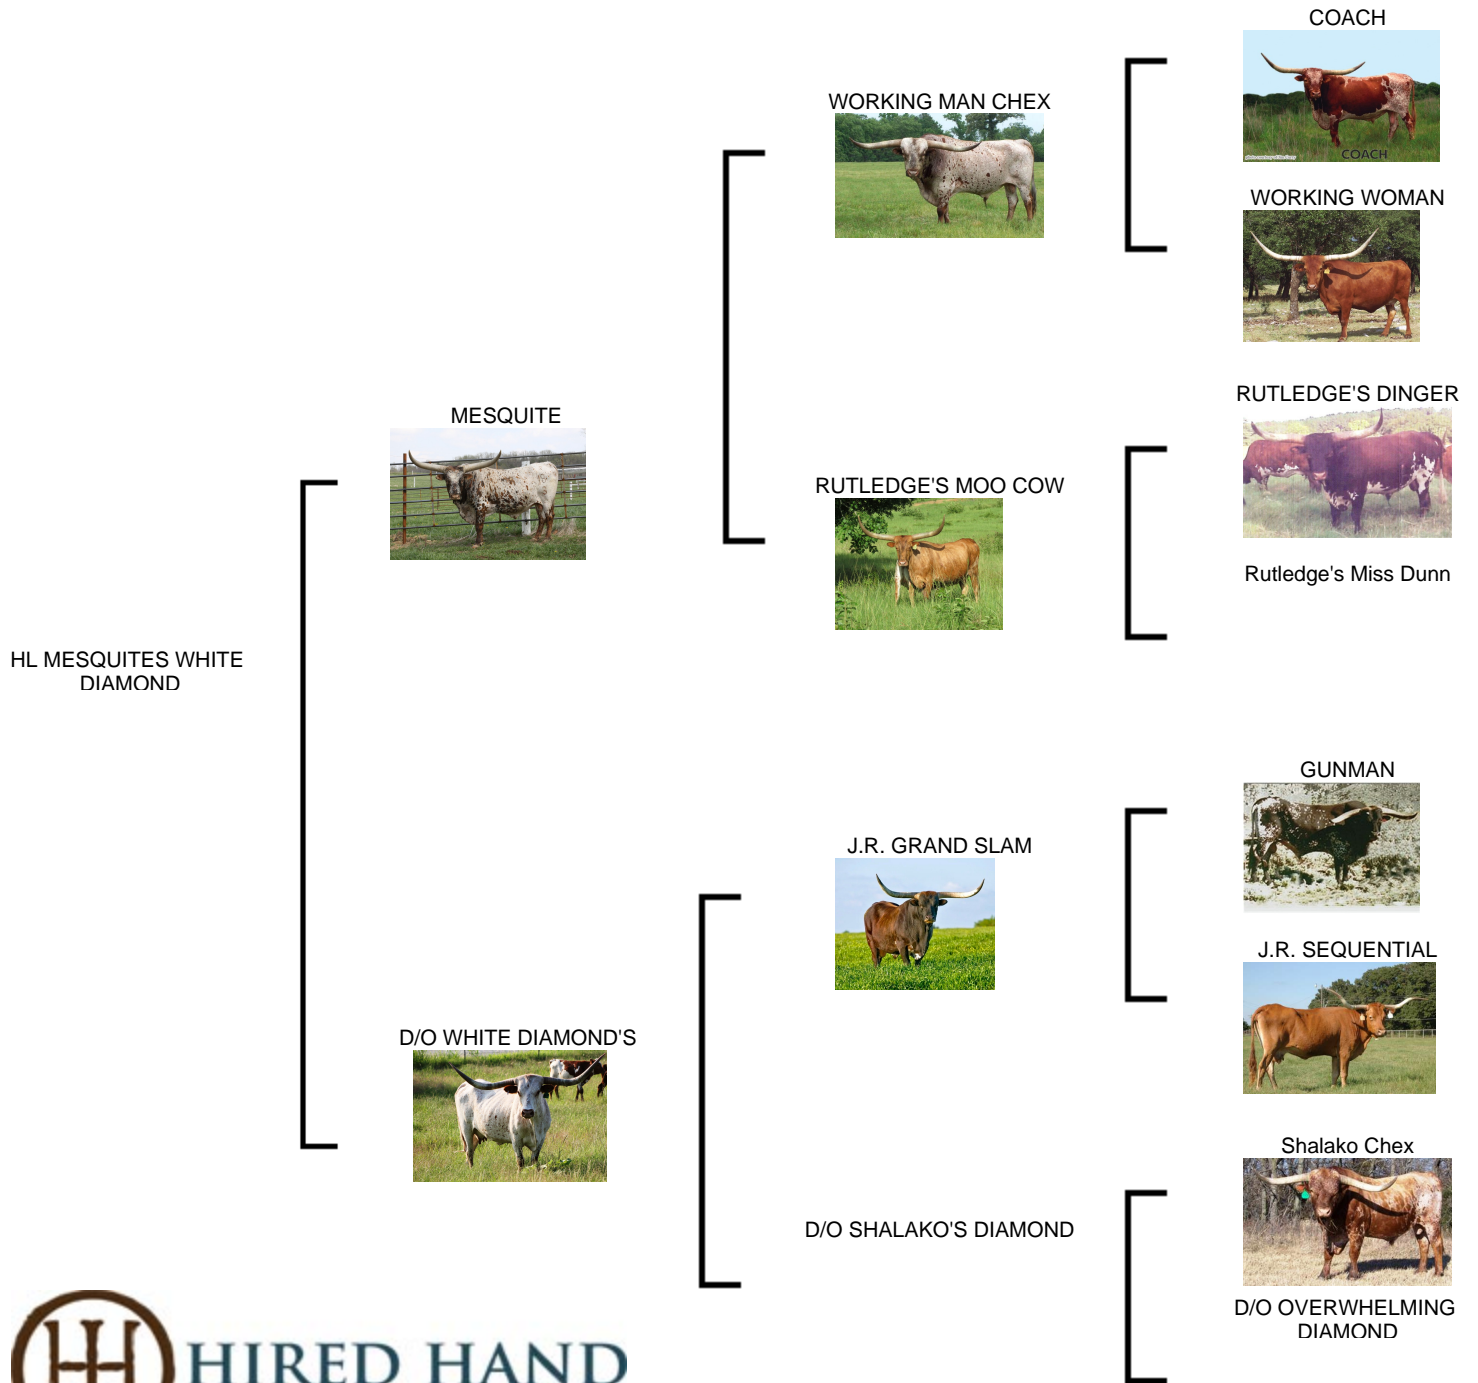 COACH
WORKING MAN CHEX
COACH
WORKING WOMAN
RUTLEDGE'S DINGER
MESQUITE
RUTLEDGE'S MOO COW
Rutledge's Miss Dunn
HL MESQUITES WHITE
DIAMOND
GUNMAN
J.R. GRAND SLAM
J.R. SEQUENTIAL
D/O WHITE DIAMOND'S
Shalako Chex
D/O SHALAKO'S DIAMOND
D/O OVERWHELMING
DIAMOND
HIRED HAND